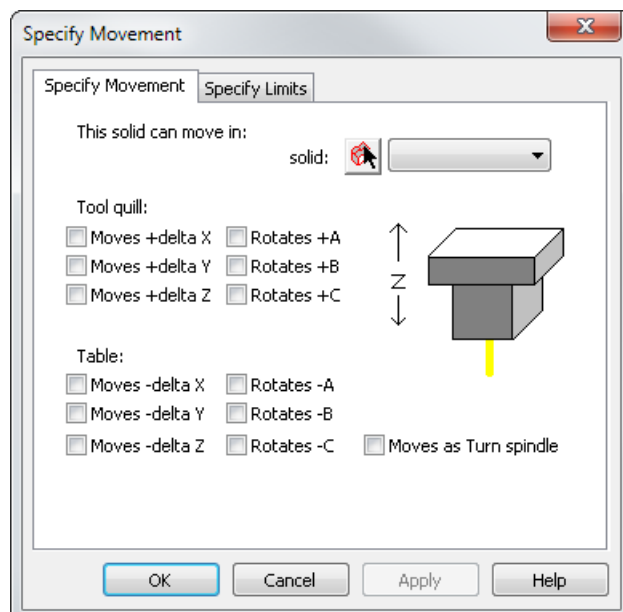 Specify Movement
Specify Movement Specify Limits
This solid can move in:
solid:
Tool quill:
Moves +delta X Rotates +A
Moves +delta Y Rotates +B
Moves +delta Z Rotates +C
Z
Table:
Moves -delta X Rotates -A
Moves -delta Y Rotates -B
Moves -delta Z Rotates -C Moves as Turn spindle
OK Cancel Apply Help